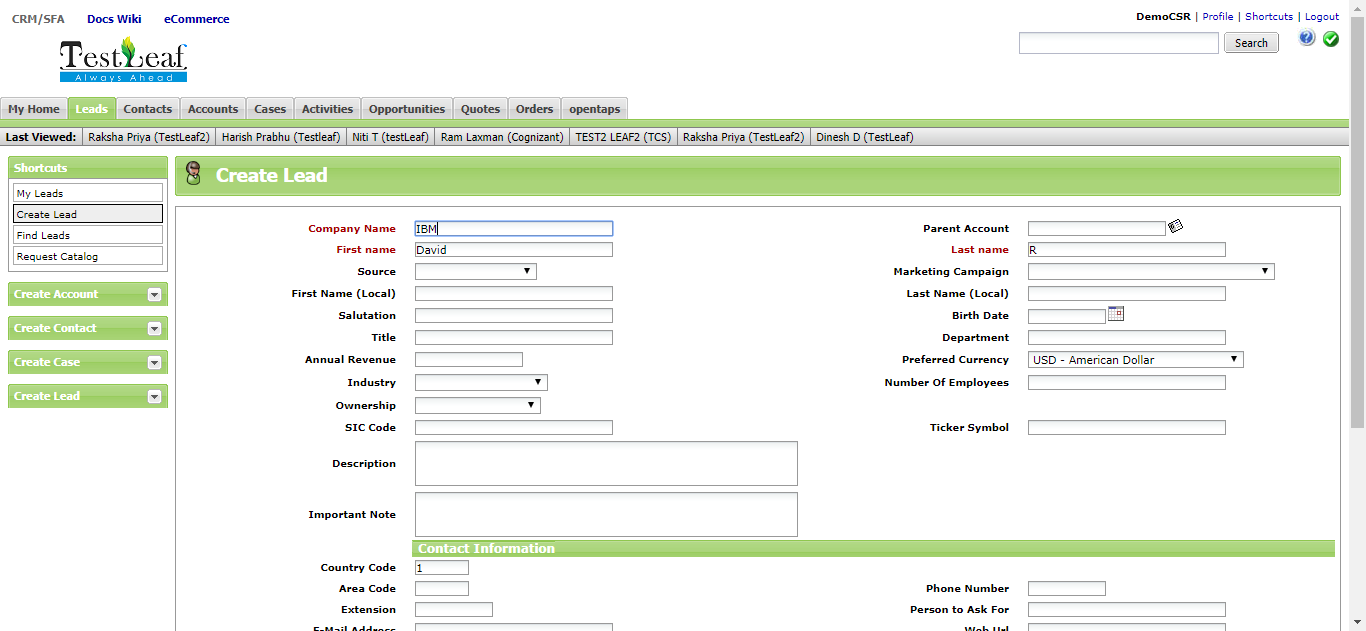 CRM/SFA Docs Wiki eCommerce
DemoCSR | Profile | Shortcuts | Logout
TestLeaf
Always Ahead
Search
My Home Leads Contacts Accounts Cases Activities Opportunities Quotes Orders opentaps
Last Viewed: Raksha Priya (TestLeaf2) Harish Prabhu (Testleaf) Niti T (testLeaf) Ram Laxman (Cognizant) TEST2 LEAF2 (TCS) Raksha Priya (TestLeaf2) Dinesh D (TestLeaf)
Shortcuts
My Leads
Create Lead
Find Leads
Request Catalog
Create Account
Create Contact
Create Case
Create Lead
Create Lead
Company Name IBM Parent Account
First name David Last name R
Source Marketing Campaign
First Name (Local) Last Name (Local)
Salutation Birth Date
Title Department
Annual Revenue Preferred Currency USD - American Dollar
Industry Number Of Employees
Ownership
SIC Code Ticker Symbol
Description
Important Note
Contact Information
Country Code 1
Area Code Phone Number
Extension Person to Ask For
E-Mail Address Web Url